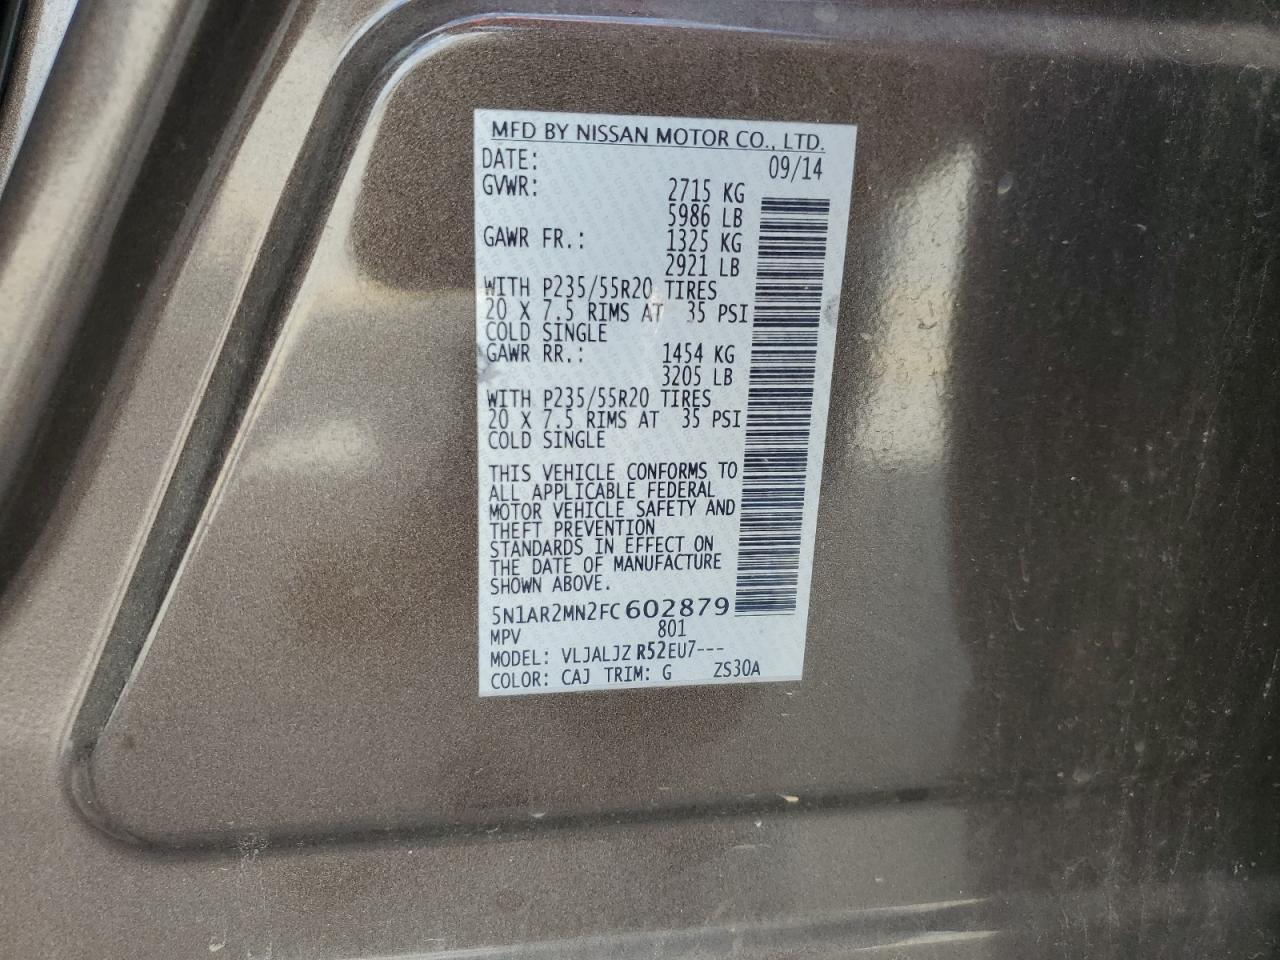 MFD BY NISSAN MOTOR CO., LTD.
DATE: 09/14
GVWR: 2715 KG
5986 LB
GAWR FR.: 1325 KG
2921 LB
WITH P235/55R20 TIRES
20 X 7.5 RIMS AT 35 PSI
COLD SINGLE
GAWR RR.: 1454 KG
3205 LB
WITH P235/55R20 TIRES
20 X 7.5 RIMS AT 35 PSI
COLD SINGLE
THIS VEHICLE CONFORMS TO
ALL APPLICABLE FEDERAL
MOTOR VEHICLE SAFETY AND
THEFT PREVENTION
STANDARDS IN EFFECT ON
THE DATE OF MANUFACTURE
SHOWN ABOVE.
5N1AR2MN2FC602879
MPV 801
MODEL: VLJALJZ R52EU7---
COLOR: CAJ TRIM: G ZS30A